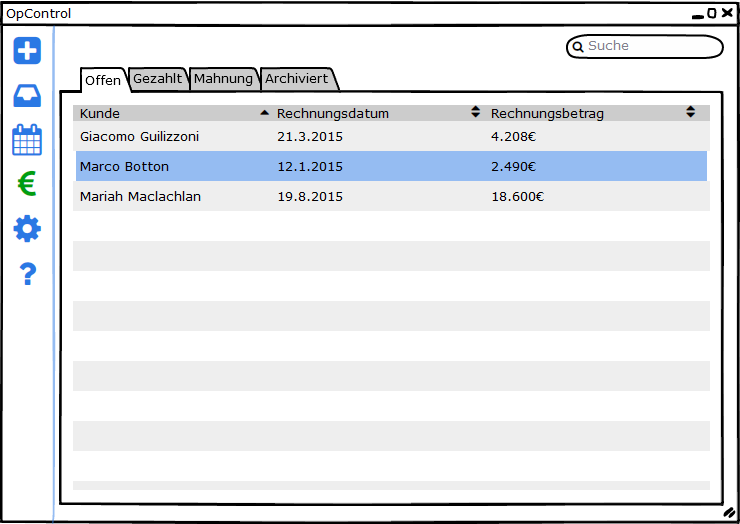 OpControl
Suche
Offen Gezahlt Mahnung Archiviert
Kunde Rechnungsdatum Rechnungsbetrag
Giacomo Guilizzoni 21.3.2015 4.208€
Marco Botton 12.1.2015 2.490€
Mariah Maclachlan 19.8.2015 18.600€
€
?